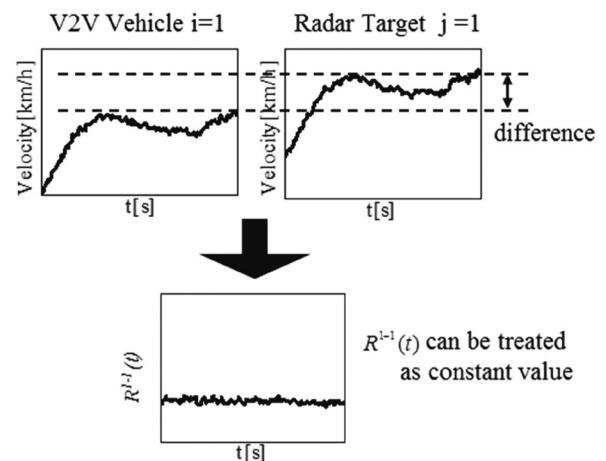 V2V Vehicle i=1
Radar Target j=1
Velocity[km/h]
Velocity[km/h]
difference
t[s]
t[s]
R¹⁻¹(t)
R¹⁻¹(t) can be treated
as constant value
t[s]